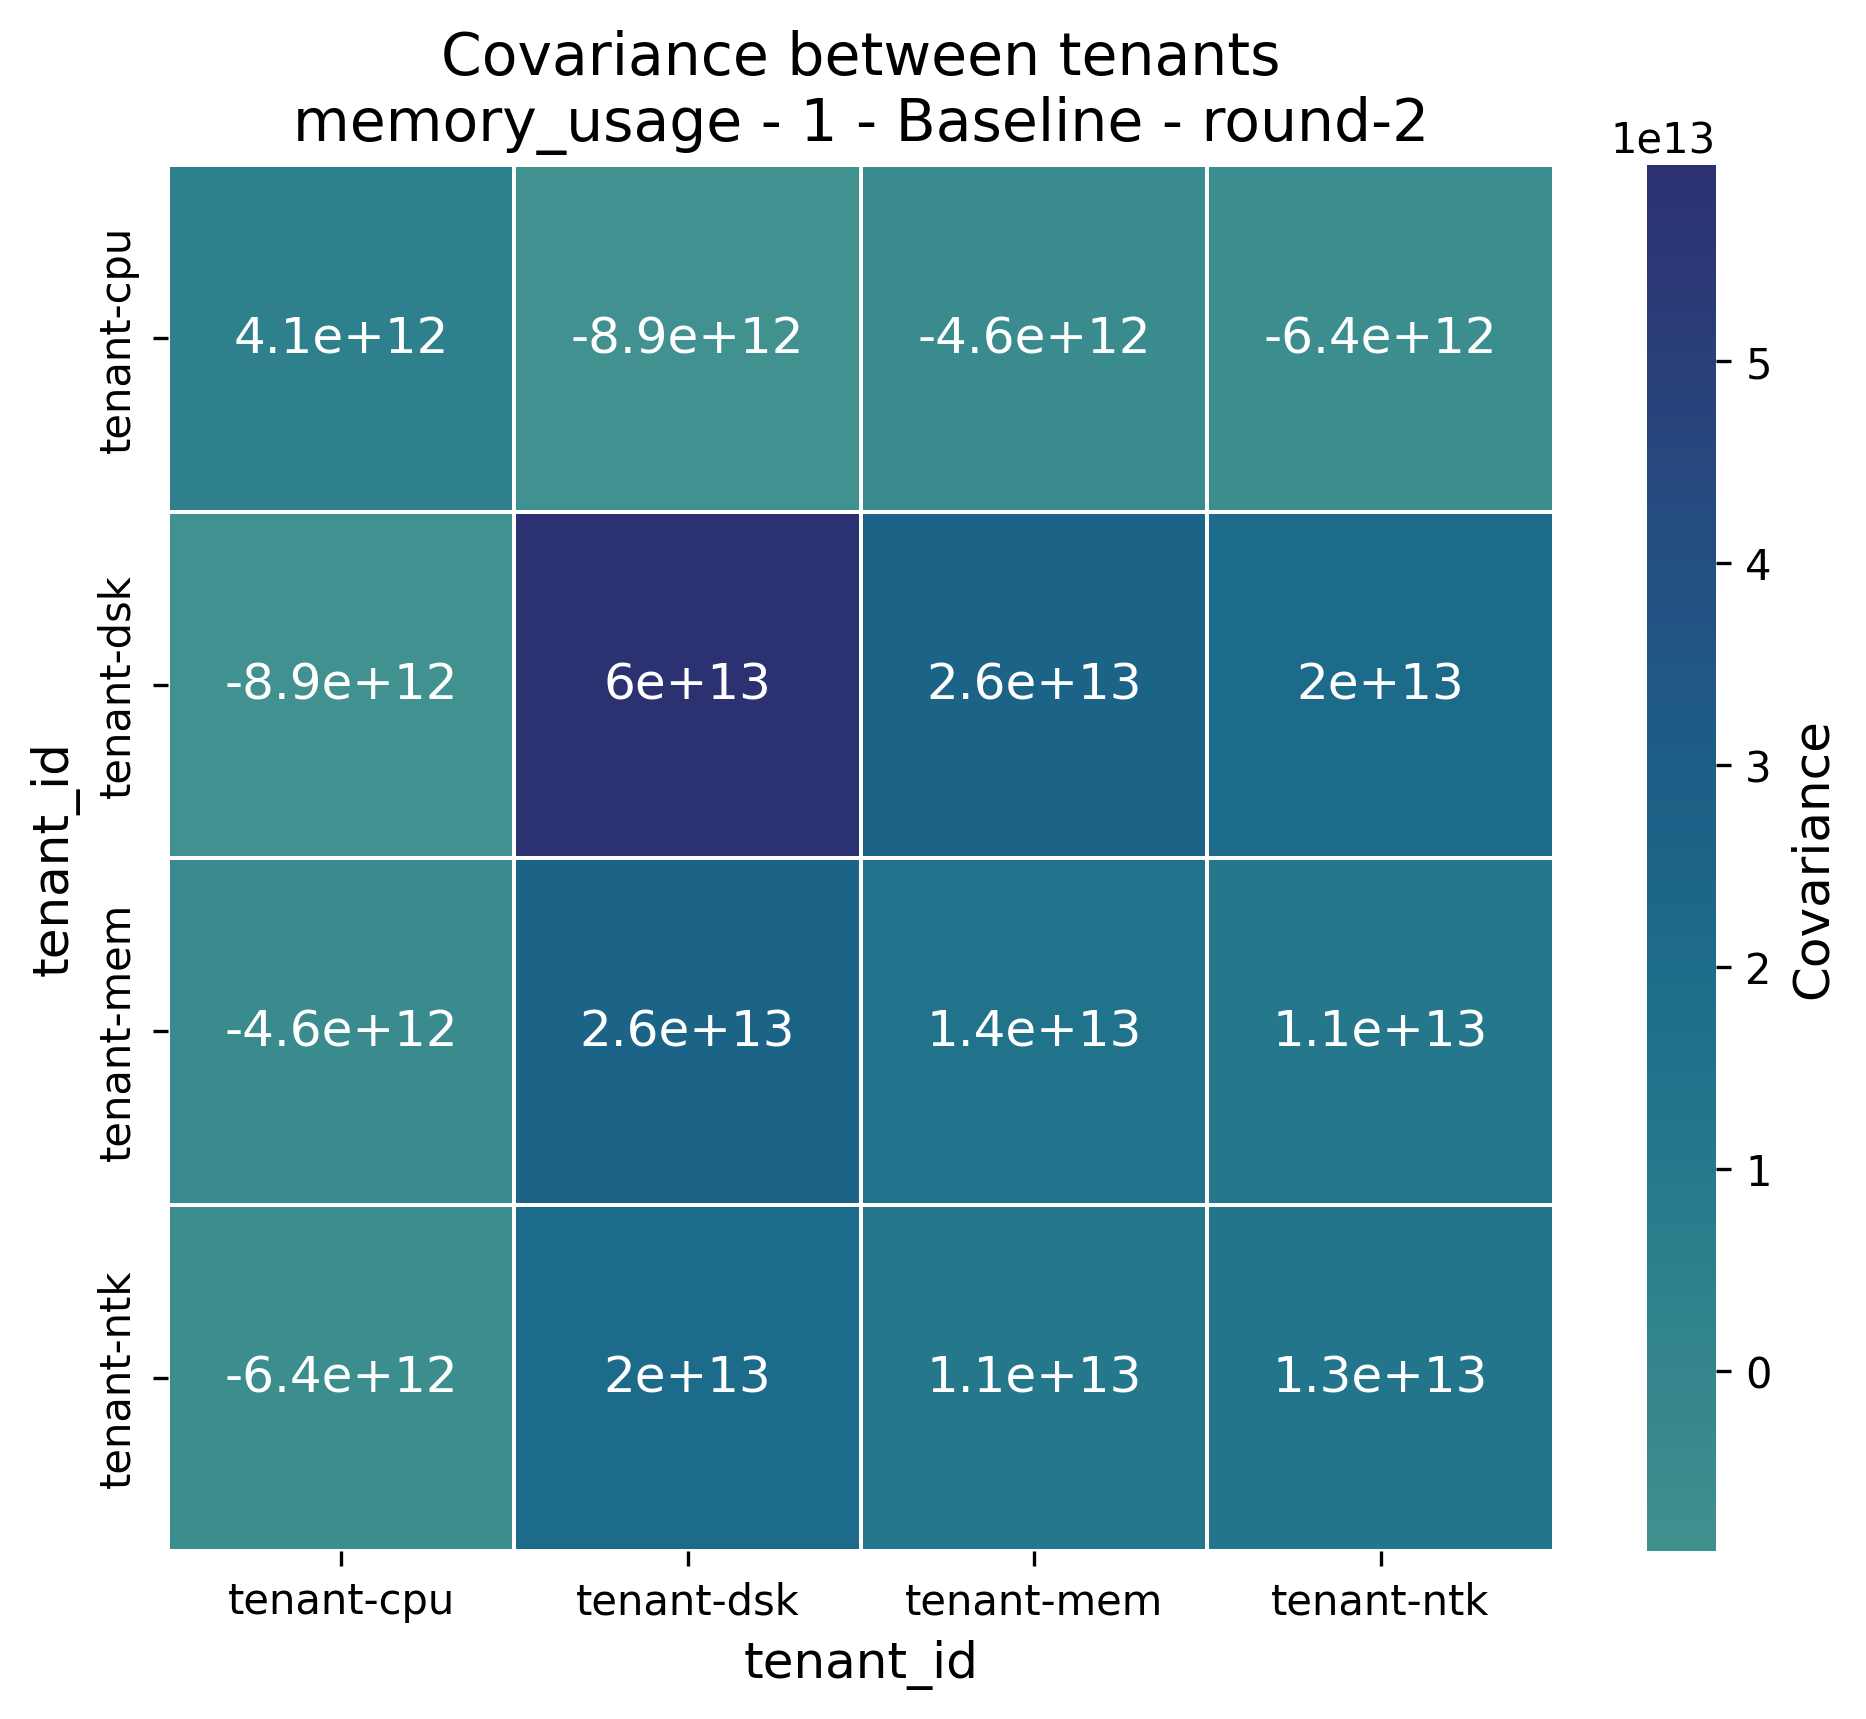 Covariance between tenants
memory_usage - 1 - Baseline - round-2
1e13
tenant_id
tenant-cpu
4.1e+12 -8.9e+12 -4.6e+12 -6.4e+12
tenant-dsk
-8.9e+12 6e+13 2.6e+13 2e+13
tenant-mem
-4.6e+12 2.6e+13 1.4e+13 1.1e+13
tenant-ntk
-6.4e+12 2e+13 1.1e+13 1.3e+13
tenant-cpu tenant-dsk tenant-mem tenant-ntk
tenant_id
5
4
3
2
1
0
Covariance